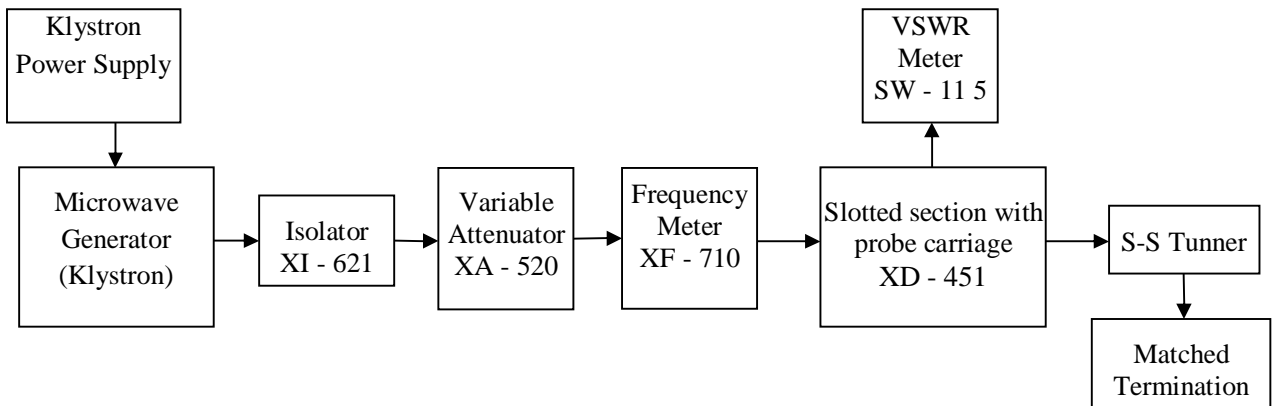 Klystron
Power Supply
Microwave
Generator
(Klystron)
Isolator
XI - 621
Variable
Attenuator
XA - 520
Frequency
Meter
XF - 710
VSWR
Meter
SW - 11 5
Slotted section with
probe carriage
XD - 451
S-S Tunner
Matched
Termination